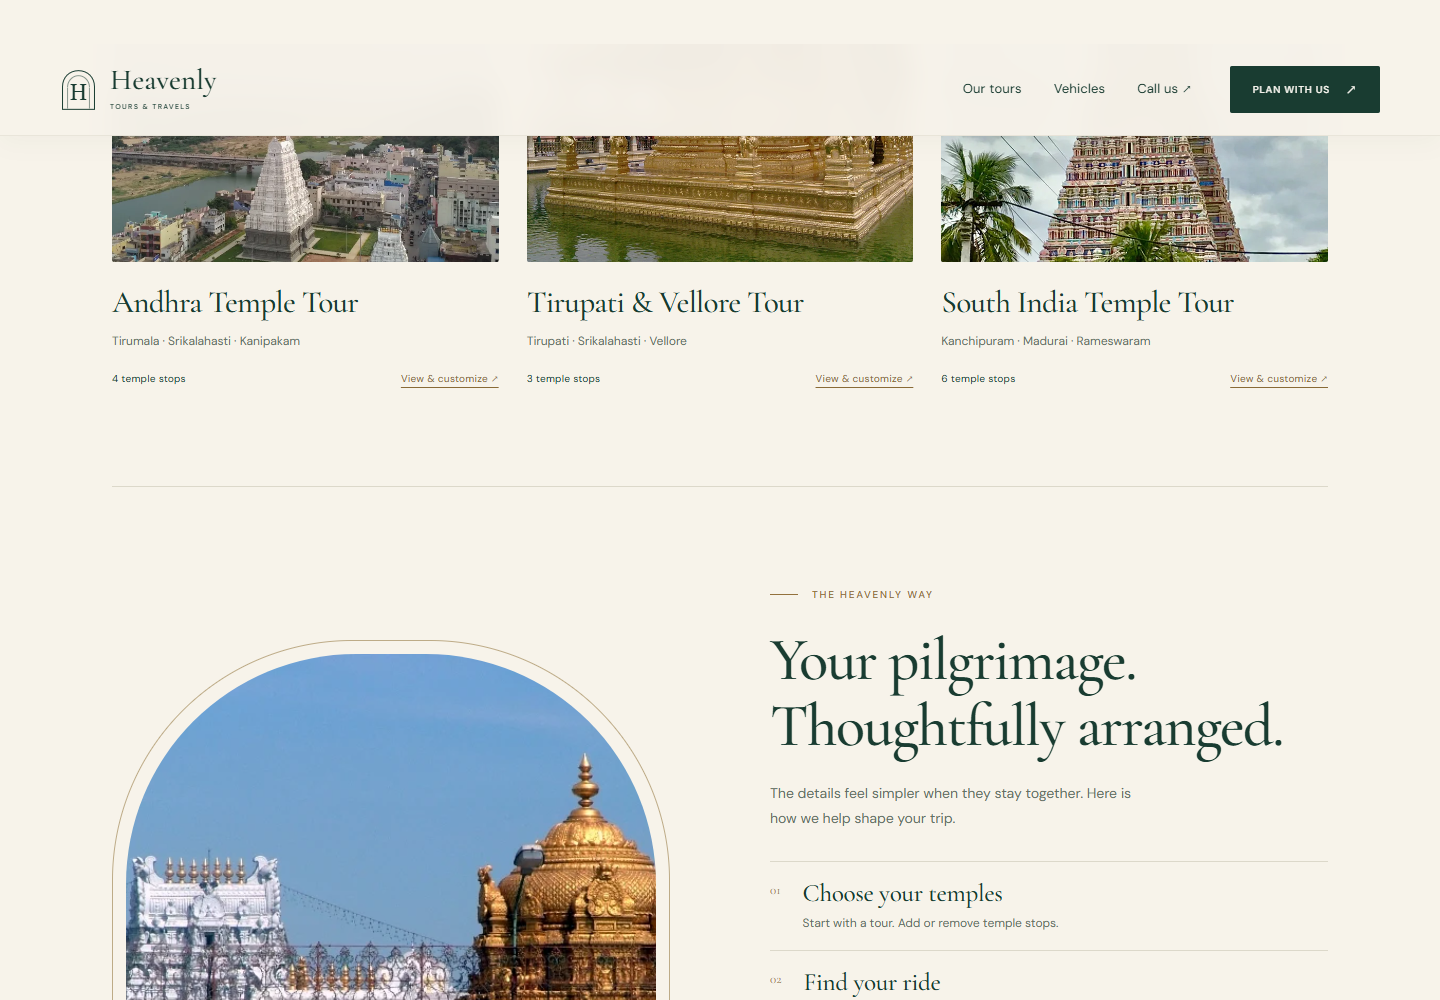 H
Heavenly
TOURS & TRAVELS
Our tours
Vehicles
Call us ↗
PLAN WITH US ↗
Andhra Temple Tour
Tirumala · Srikalahasti · Kanipakam
4 temple stops
View & customize ↗
Tirupati & Vellore Tour
Tirupati · Srikalahasti · Vellore
3 temple stops
View & customize ↗
South India Temple Tour
Kanchipuram · Madurai · Rameswaram
6 temple stops
View & customize ↗
THE HEAVENLY WAY
Your pilgrimage.
Thoughtfully arranged.
The details feel simpler when they stay together. Here is
how we help shape your trip.
01
Choose your temples
Start with a tour. Add or remove temple stops.
02
Find your ride